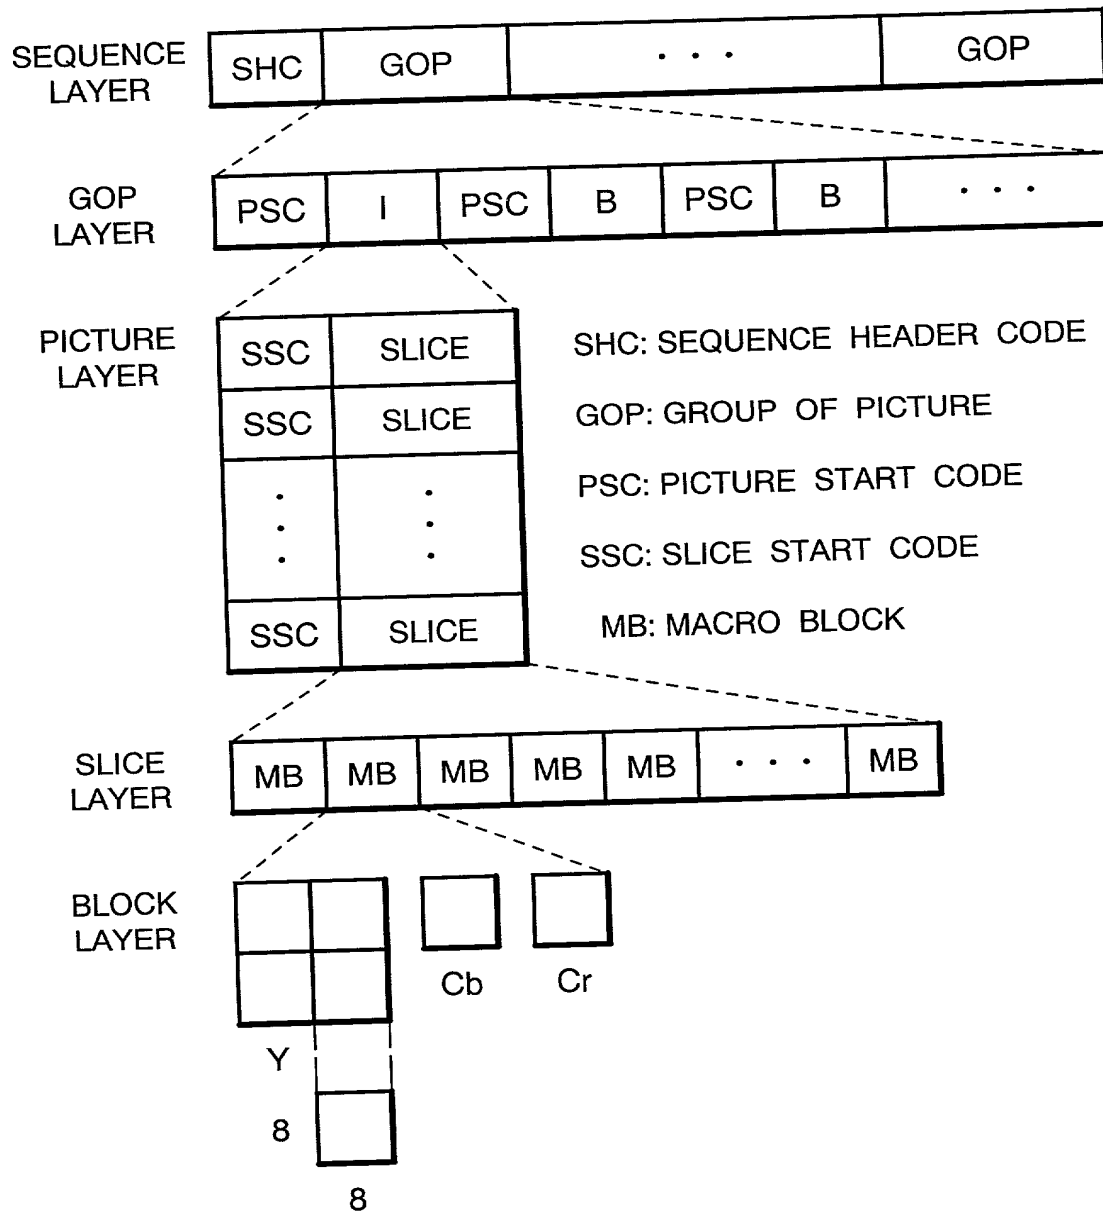 SEQUENCE
LAYER
SHC GOP · · · GOP
GOP
LAYER
PSC I PSC B PSC B · · ·
PICTURE
LAYER
SSC SLICE
SSC SLICE
SSC SLICE
SHC: SEQUENCE HEADER CODE
GOP: GROUP OF PICTURE
PSC: PICTURE START CODE
SSC: SLICE START CODE
MB: MACRO BLOCK
SLICE
LAYER
MB MB MB MB MB · · · MB
BLOCK
LAYER
Cb Cr
Y
8
8